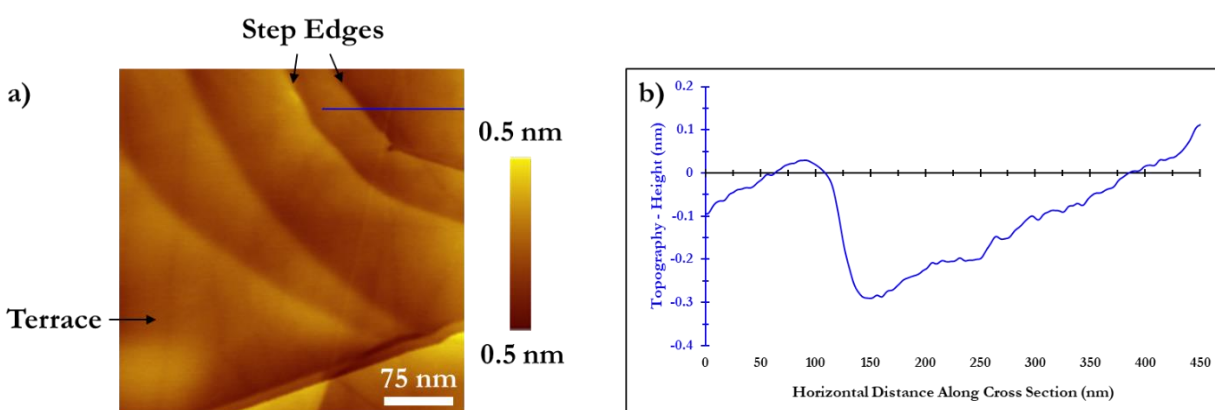 Step Edges
a)
0.5 nm
0.5 nm
Terrace
75 nm
b)
Topography - Height (nm)
0.2
0.1
0
-0.1
-0.2
-0.3
-0.4
0 50 100 150 200 250 300 350 400 450
Horizontal Distance Along Cross Section (nm)